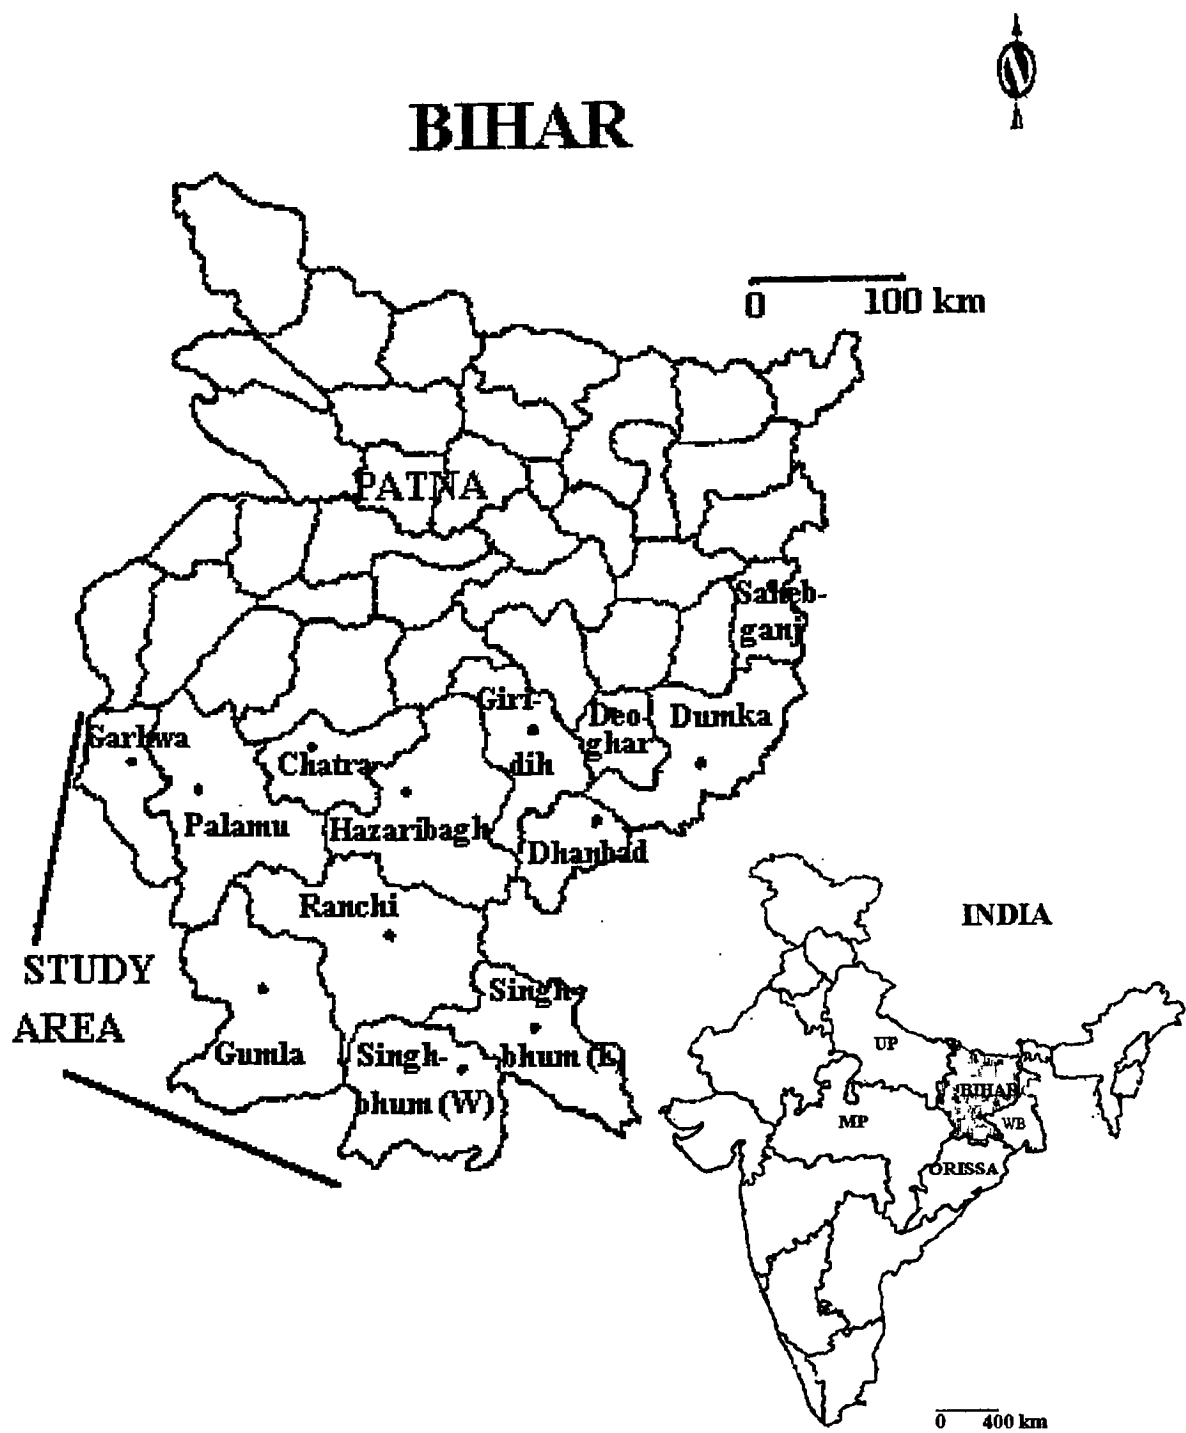 N
BIHAR
0 100 km
PATNA
Saheb-
ganj
Giri-
dih
Deo-
ghar
Dumka
Garhwa
Chatra
Palamu
Hazaribagh
Dhanbad
Ranchi
STUDY
AREA
Gumla
Singh-
bhum (E)
Singh-
bhum (W)
INDIA
UP
BIHAR
MP
WB
ORISSA
0 400 km